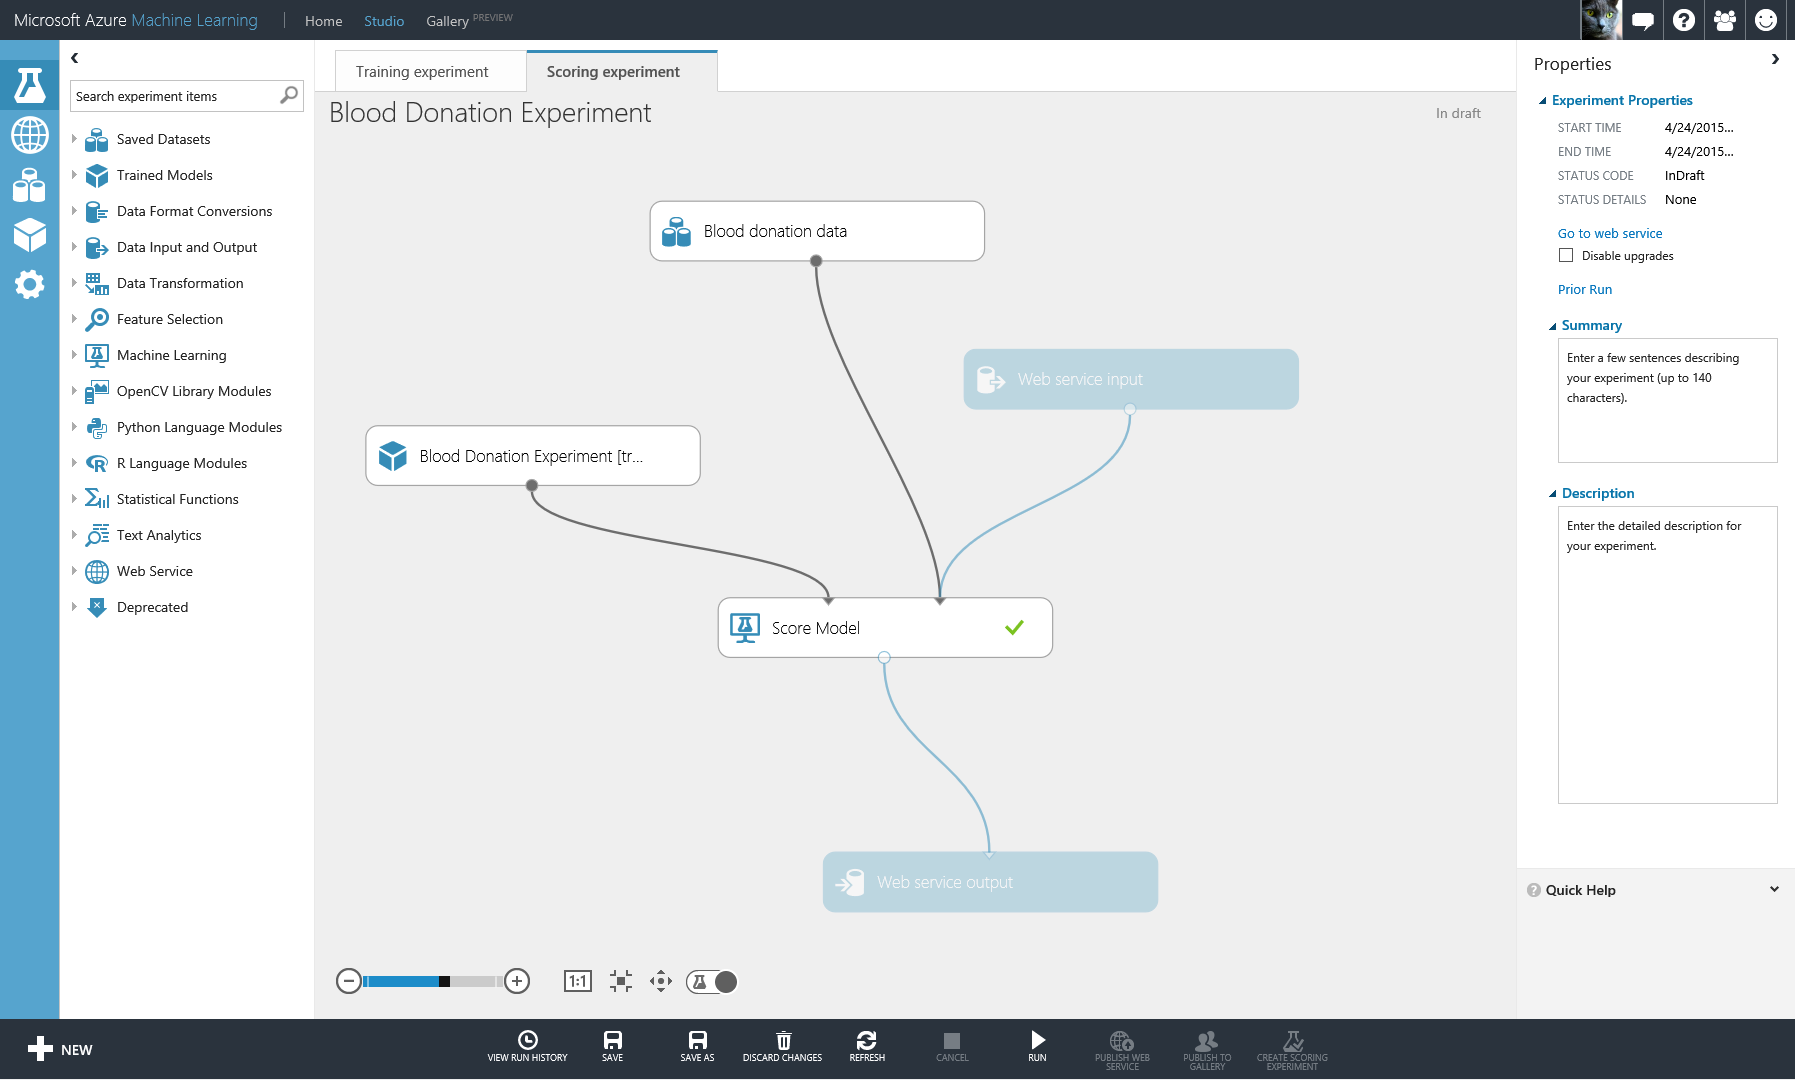 Microsoft Azure Machine Learning
Home
Studio
Gallery PREVIEW
Search experiment items
Saved Datasets
Trained Models
Data Format Conversions
Data Input and Output
Data Transformation
Feature Selection
Machine Learning
OpenCV Library Modules
Python Language Modules
R Language Modules
Statistical Functions
Text Analytics
Web Service
Deprecated
Training experiment
Scoring experiment
Blood Donation Experiment
In draft
Blood donation data
Web service input
Blood Donation Experiment [tr...
Score Model
Web service output
1:1
Properties
Experiment Properties
START TIME 4/24/2015...
END TIME 4/24/2015...
STATUS CODE InDraft
STATUS DETAILS None
Go to web service
Disable upgrades
Prior Run
Summary
Enter a few sentences describing
your experiment (up to 140
characters).
Description
Enter the detailed description for
your experiment.
Quick Help
NEW
VIEW RUN HISTORY
SAVE
SAVE AS
DISCARD CHANGES
REFRESH
CANCEL
RUN
PUBLISH WEB
SERVICE
PUBLISH TO
GALLERY
CREATE SCORING
EXPERIMENT